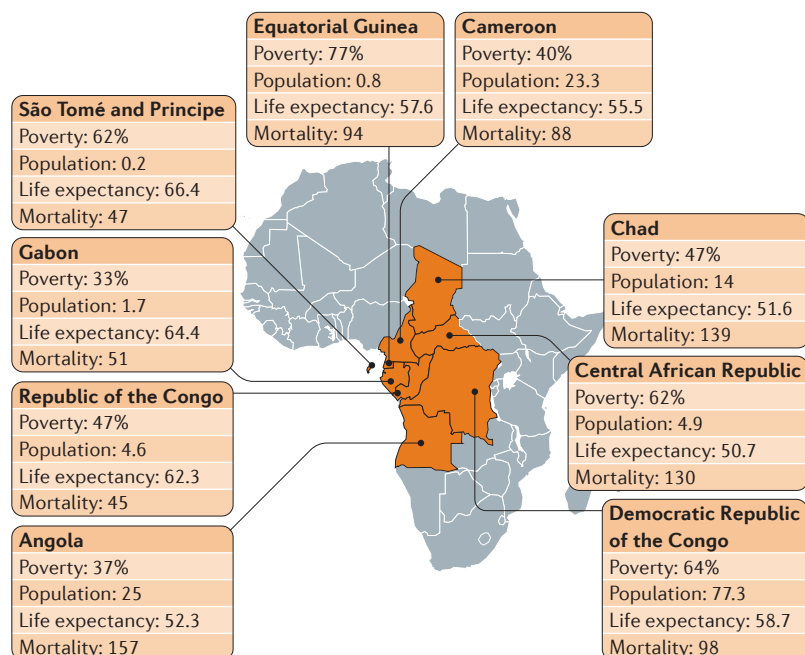 Equatorial Guinea
Poverty: 77%
Population: 0.8
Life expectancy: 57.6
Mortality: 94
Cameroon
Poverty: 40%
Population: 23.3
Life expectancy: 55.5
Mortality: 88
São Tomé and Principe
Poverty: 62%
Population: 0.2
Life expectancy: 66.4
Mortality: 47
Gabon
Poverty: 33%
Population: 1.7
Life expectancy: 64.4
Mortality: 51
Republic of the Congo
Poverty: 47%
Population: 4.6
Life expectancy: 62.3
Mortality: 45
Angola
Poverty: 37%
Population: 25
Life expectancy: 52.3
Mortality: 157
Chad
Poverty: 47%
Population: 14
Life expectancy: 51.6
Mortality: 139
Central African Republic
Poverty: 62%
Population: 4.9
Life expectancy: 50.7
Mortality: 130
Democratic Republic
of the Congo
Poverty: 64%
Population: 77.3
Life expectancy: 58.7
Mortality: 98